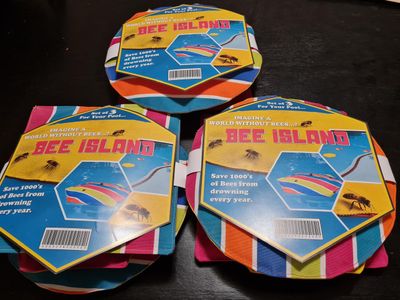 Set of 3
For Your Pool...
IMAGINE A
WORLD WITHOUT BEES...!
BEE iSLAND
Save 1000's
of Bees from
drowning
every year.
Set of
For Your Pool...
IMAGINE A
WORLD WITHOUT BEES...!
BEE iSLAND
Save 1000's
of Bees from
drowning
every year.
Set of
For Your Pool...
IMAGINE A
WORLD WITHOUT BEES...!
BEE iSLAND
Save 1000's
of Bees from
drowning
every year.